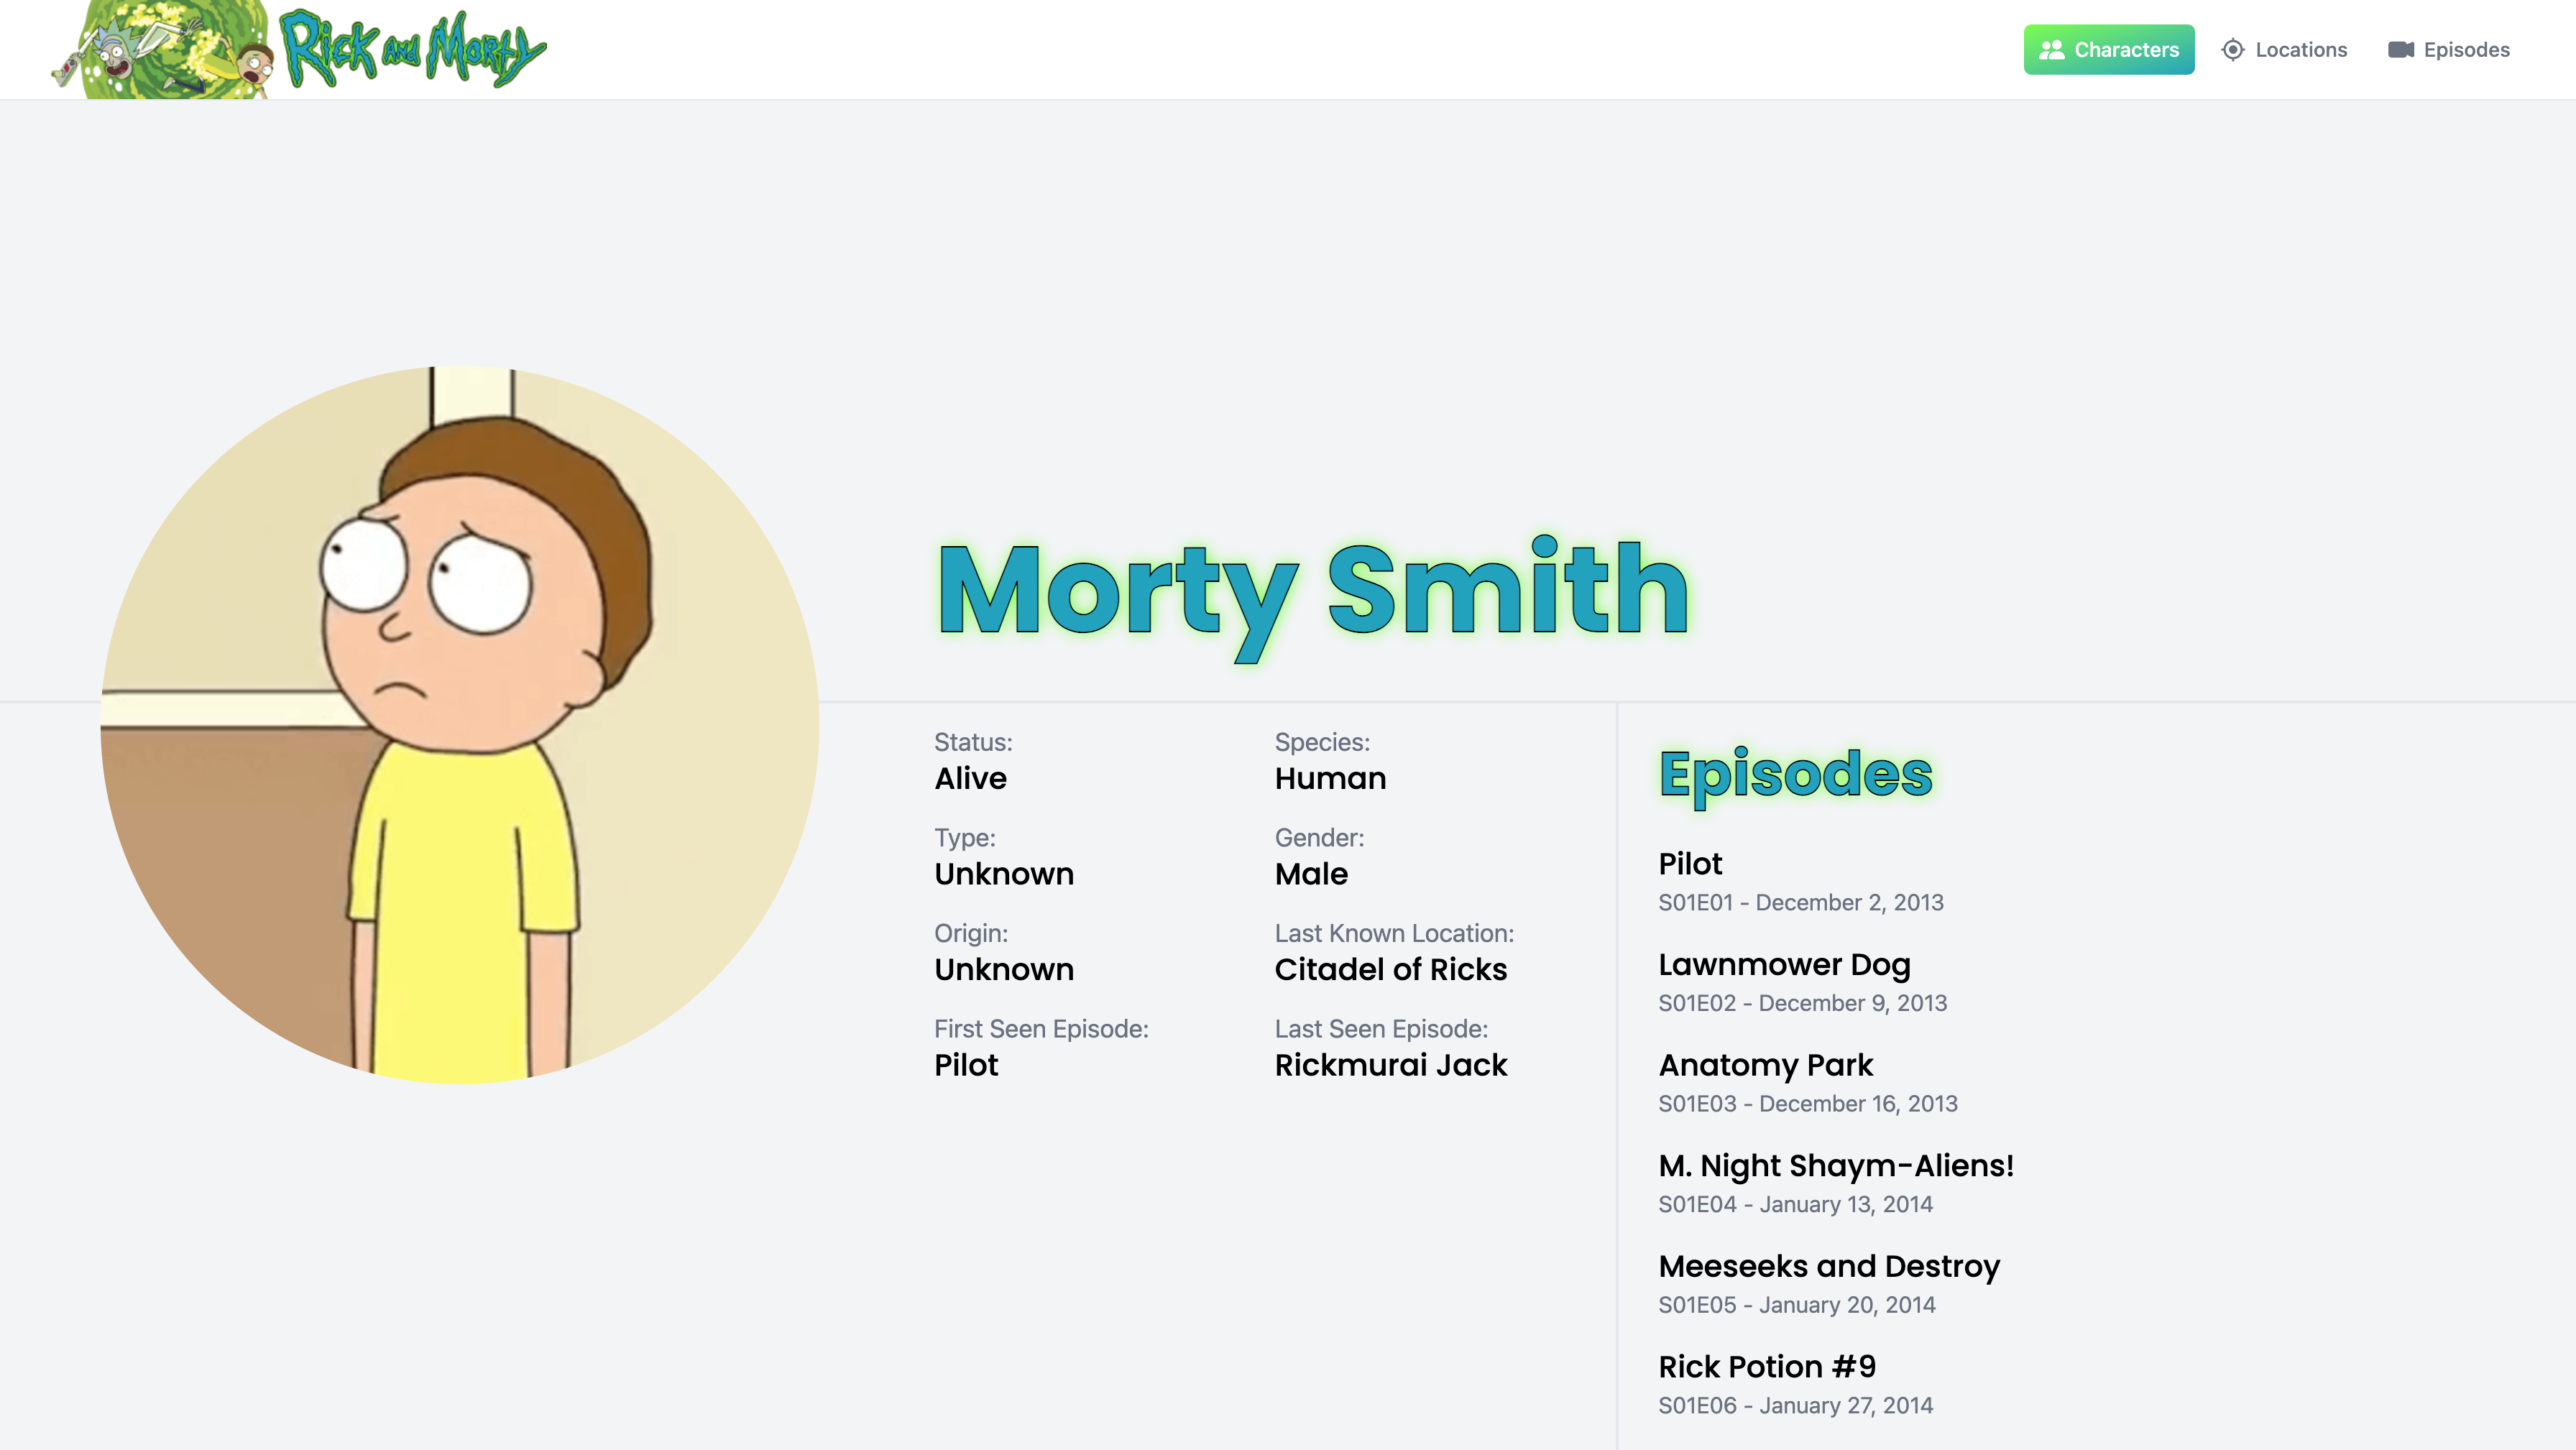 Rick and Morty
Characters
Locations
Episodes
Morty Smith
Status:
Alive
Species:
Human
Type:
Unknown
Gender:
Male
Origin:
Unknown
Last Known Location:
Citadel of Ricks
First Seen Episode:
Pilot
Last Seen Episode:
Rickmurai Jack
Episodes
Pilot
S01E01 - December 2, 2013
Lawnmower Dog
S01E02 - December 9, 2013
Anatomy Park
S01E03 - December 16, 2013
M. Night Shaym-Aliens!
S01E04 - January 13, 2014
Meeseeks and Destroy
S01E05 - January 20, 2014
Rick Potion #9
S01E06 - January 27, 2014